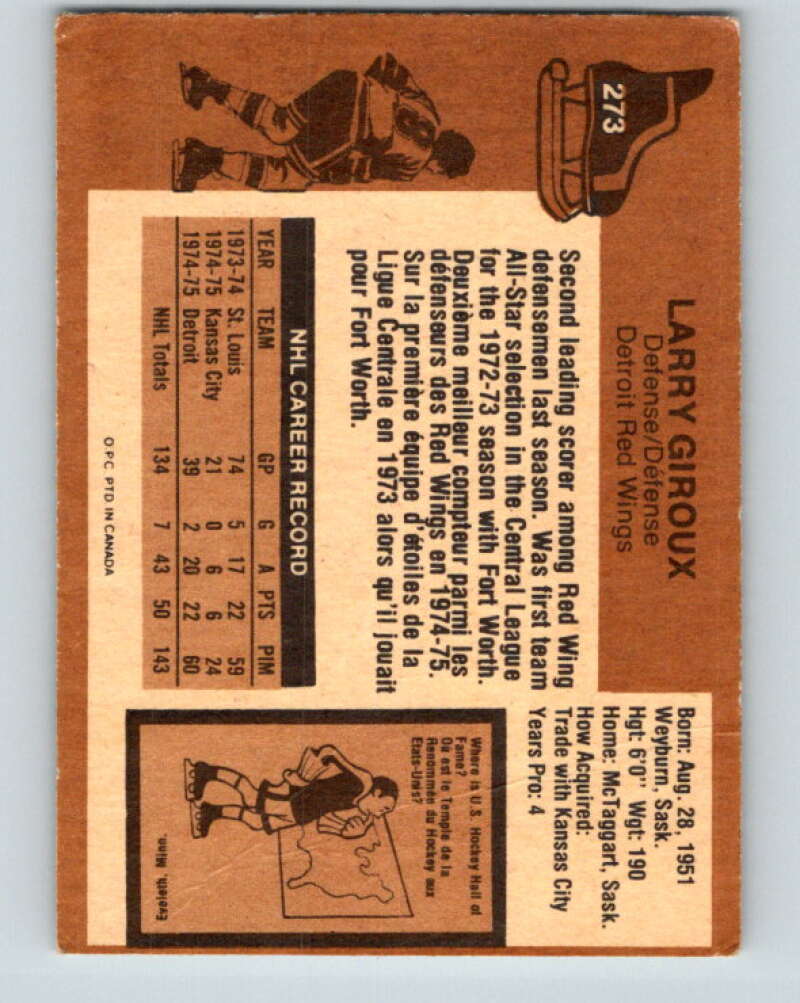 273
LARRY GIROUX
Defense/Défense
Detroit Red Wings
Born: Aug. 28, 1951
Weyburn, Sask.
Hgt: 6'0" Wgt: 190
Home: McTaggart, Sask.
How Acquired:
Trade with Kansas City
Years Pro: 4
Second leading scorer among Red Wing
defensemen last season. Was first team
All-Star selection in the Central League
for the 1972-73 season with Fort Worth.
Deuxième meilleur compteur parmi les
défenseurs des Red Wings en 1974-75.
Sur la première équipe d'étoiles de la
Ligue Centrale en 1973 alors qu'il jouait
pour Fort Worth.
NHL CAREER RECORD
YEAR TEAM GP G A PTS PIM
1973-74 St. Louis 74 5 17 22 59
1974-75 Kansas City 21 0 6 6 24
1974-75 Detroit 39 2 20 22 60
NHL Totals 134 7 43 50 143
O.P.C. PTD. IN CANADA
Where is U.S. Hockey Hall of
Fame?
Où est le Temple de la
Renommée du Hockey aux
Etats-Unis?
Eveleth, Minn.
8